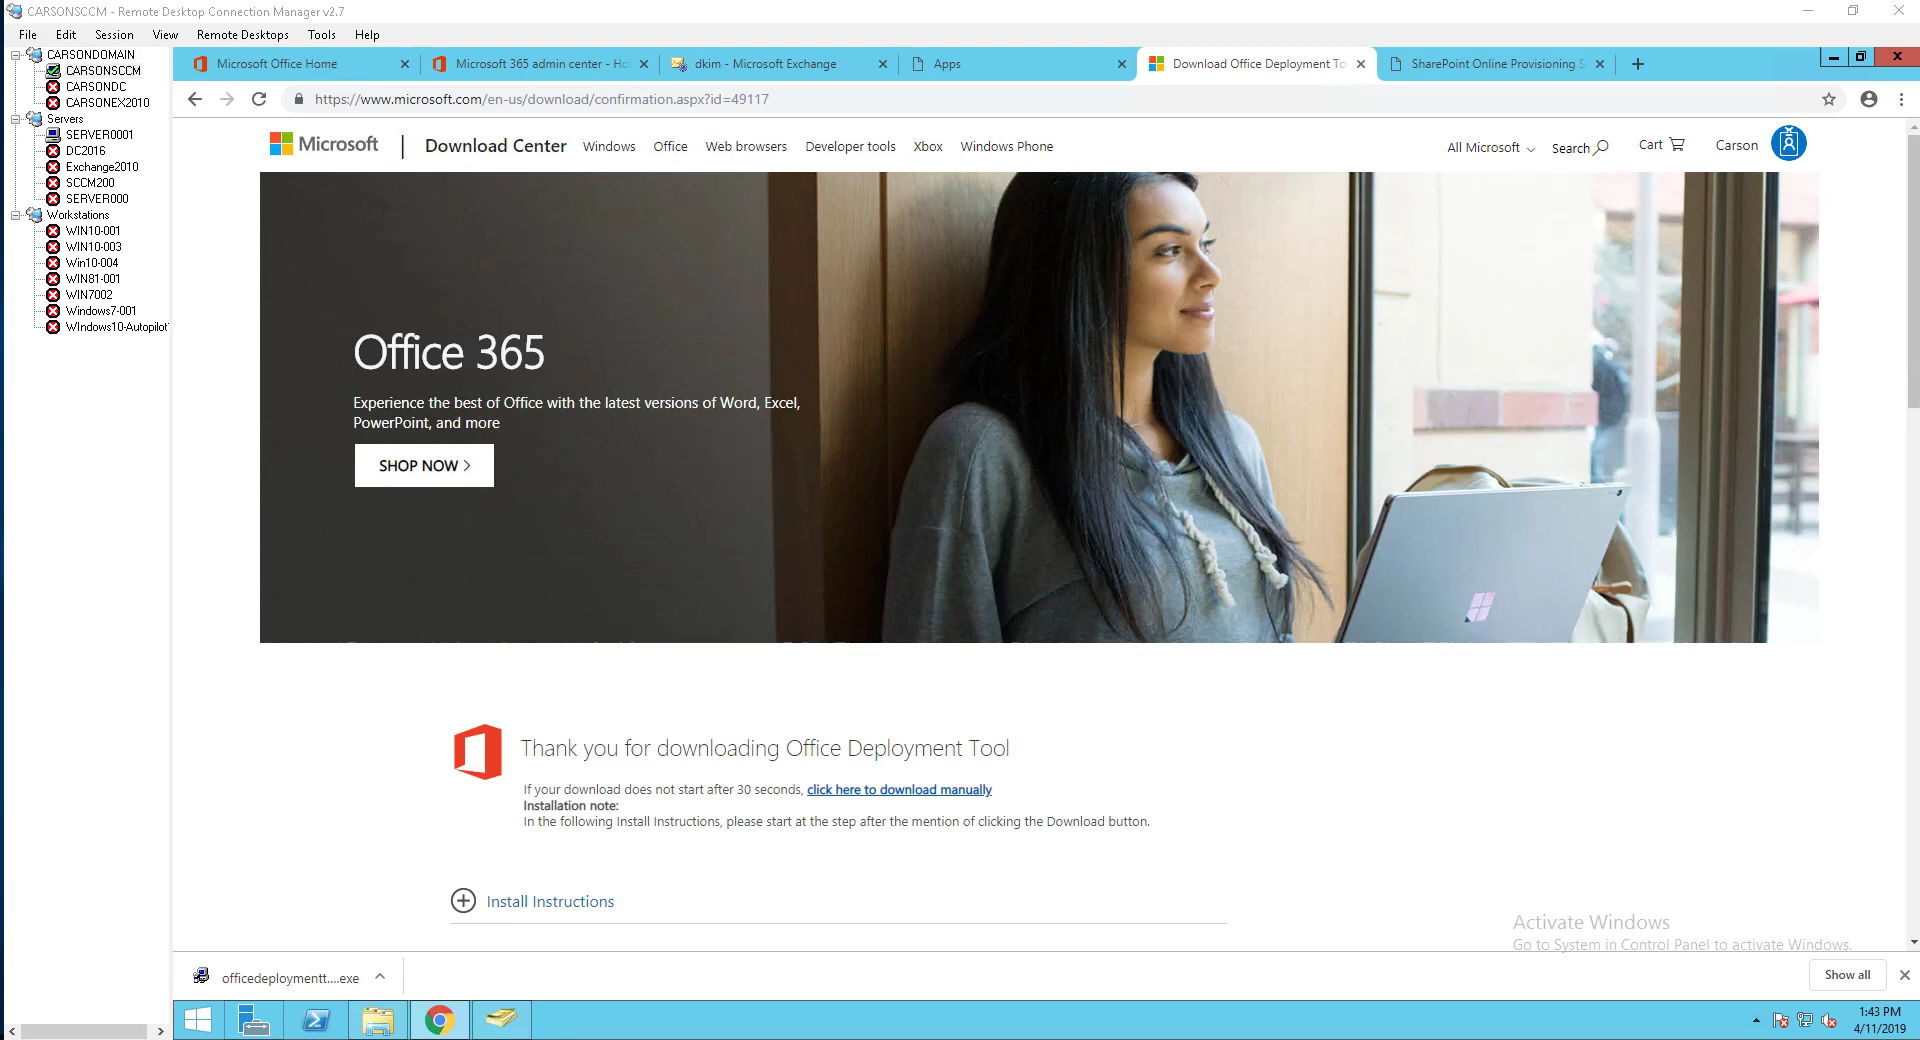 CARSONSCCM - Remote Desktop Connection Manager v2.7
File Edit Session View Remote Desktops Tools Help
CARSONDOMAIN
CARSONSCCM
CARSONDC
CARSONEX2010
Servers
SERVER0001
DC2016
Exchange2010
SCCM200
SERVER000
Workstations
WIN10-001
WIN10-003
Win10-004
WIN81-001
WIN7002
Windows7-001
WIndows10-Autopilot
Microsoft Office Home
Microsoft 365 admin center - Ho
dkim - Microsoft Exchange
Apps
Download Office Deployment To
SharePoint Online Provisioning S
https://www.microsoft.com/en-us/download/confirmation.aspx?id=49117
Microsoft
Download Center Windows Office Web browsers Developer tools Xbox Windows Phone
All Microsoft Search Cart Carson
Office 365
Experience the best of Office with the latest versions of Word, Excel,
PowerPoint, and more
SHOP NOW >
Thank you for downloading Office Deployment Tool
If your download does not start after 30 seconds, click here to download manually
Installation note:
In the following Install Instructions, please start at the step after the mention of clicking the Download button.
Install Instructions
Activate Windows
Go to System in Control Panel to activate Windows.
officedeploymentt....exe
Show all
1:43 PM
4/11/2019